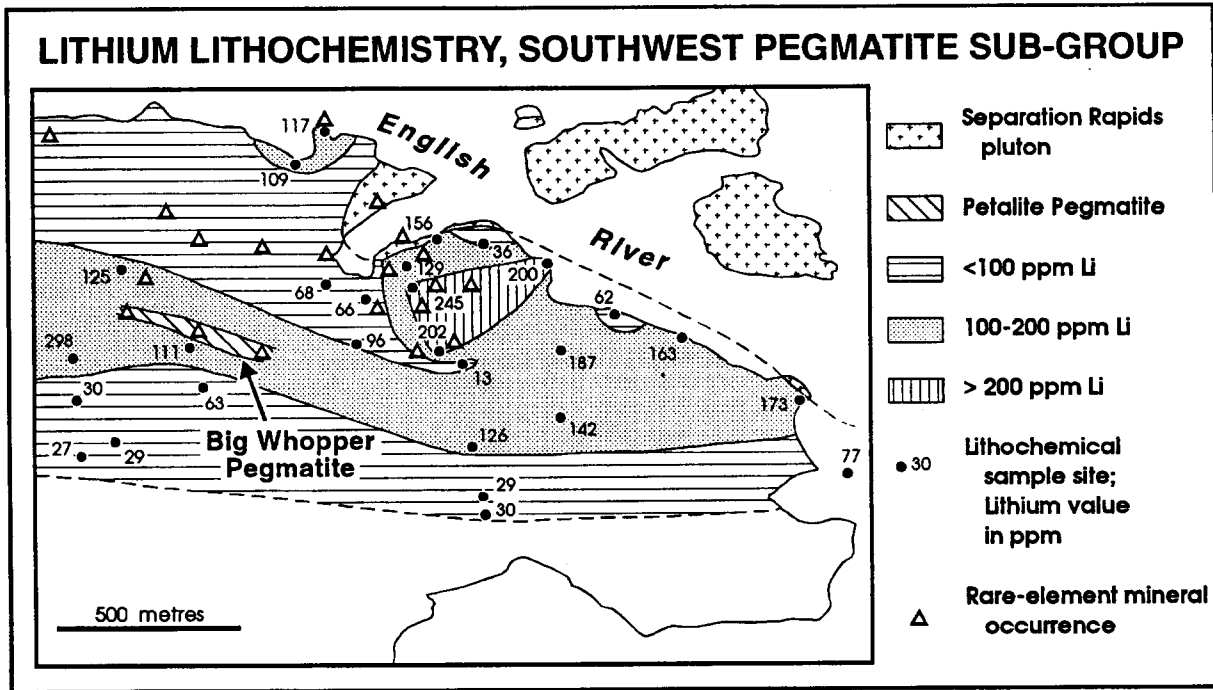 LITHIUM LITHOCHEMISTRY, SOUTHWEST PEGMATITE SUB-GROUP
English
River
117
109
156
36
129
200
125
68
66
245
62
202
298
111
96
13
187
163
30
63
173
Big Whopper
Pegmatite
126
142
27
29
77
29
30
500 metres
Separation Rapids
pluton
Petalite Pegmatite
<100 ppm Li
100-200 ppm Li
> 200 ppm Li
30
Lithochemical
sample site;
Lithium value
in ppm
Rare-element mineral
occurrence